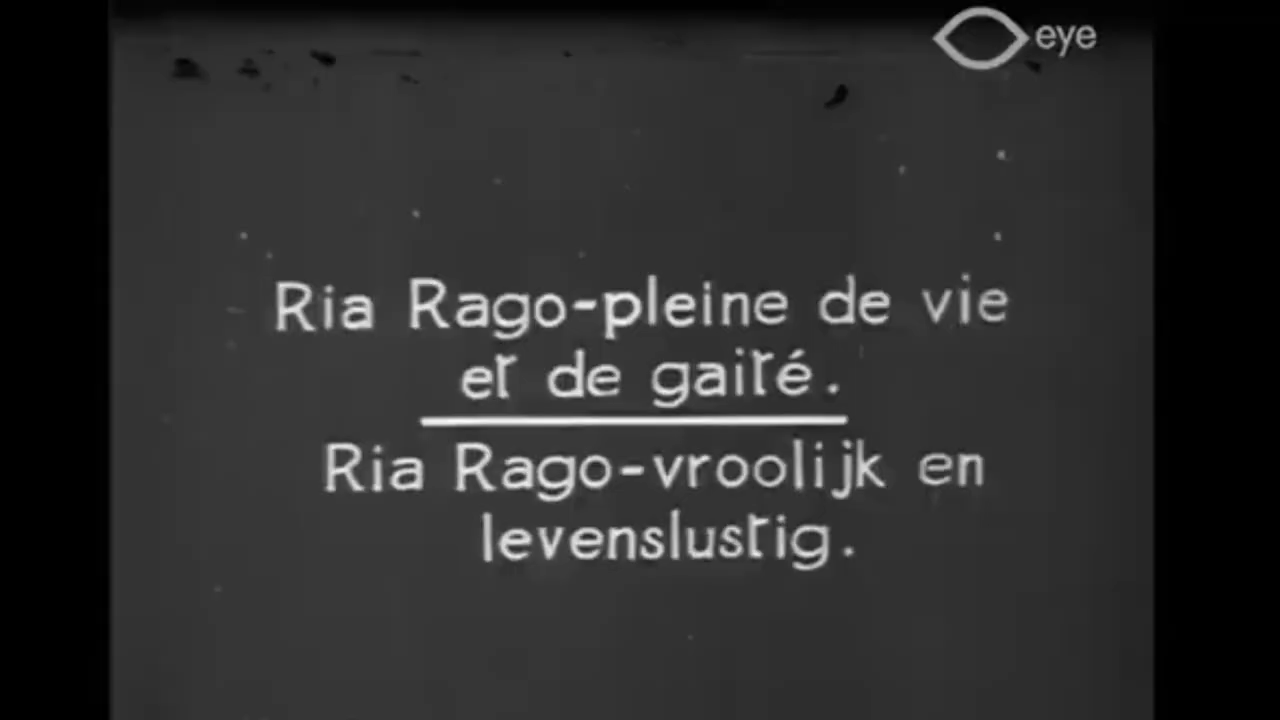 eye
Ria Rago-pleine de vie
et de gaité.
Ria Rago-vroolijk en
levenslustig.